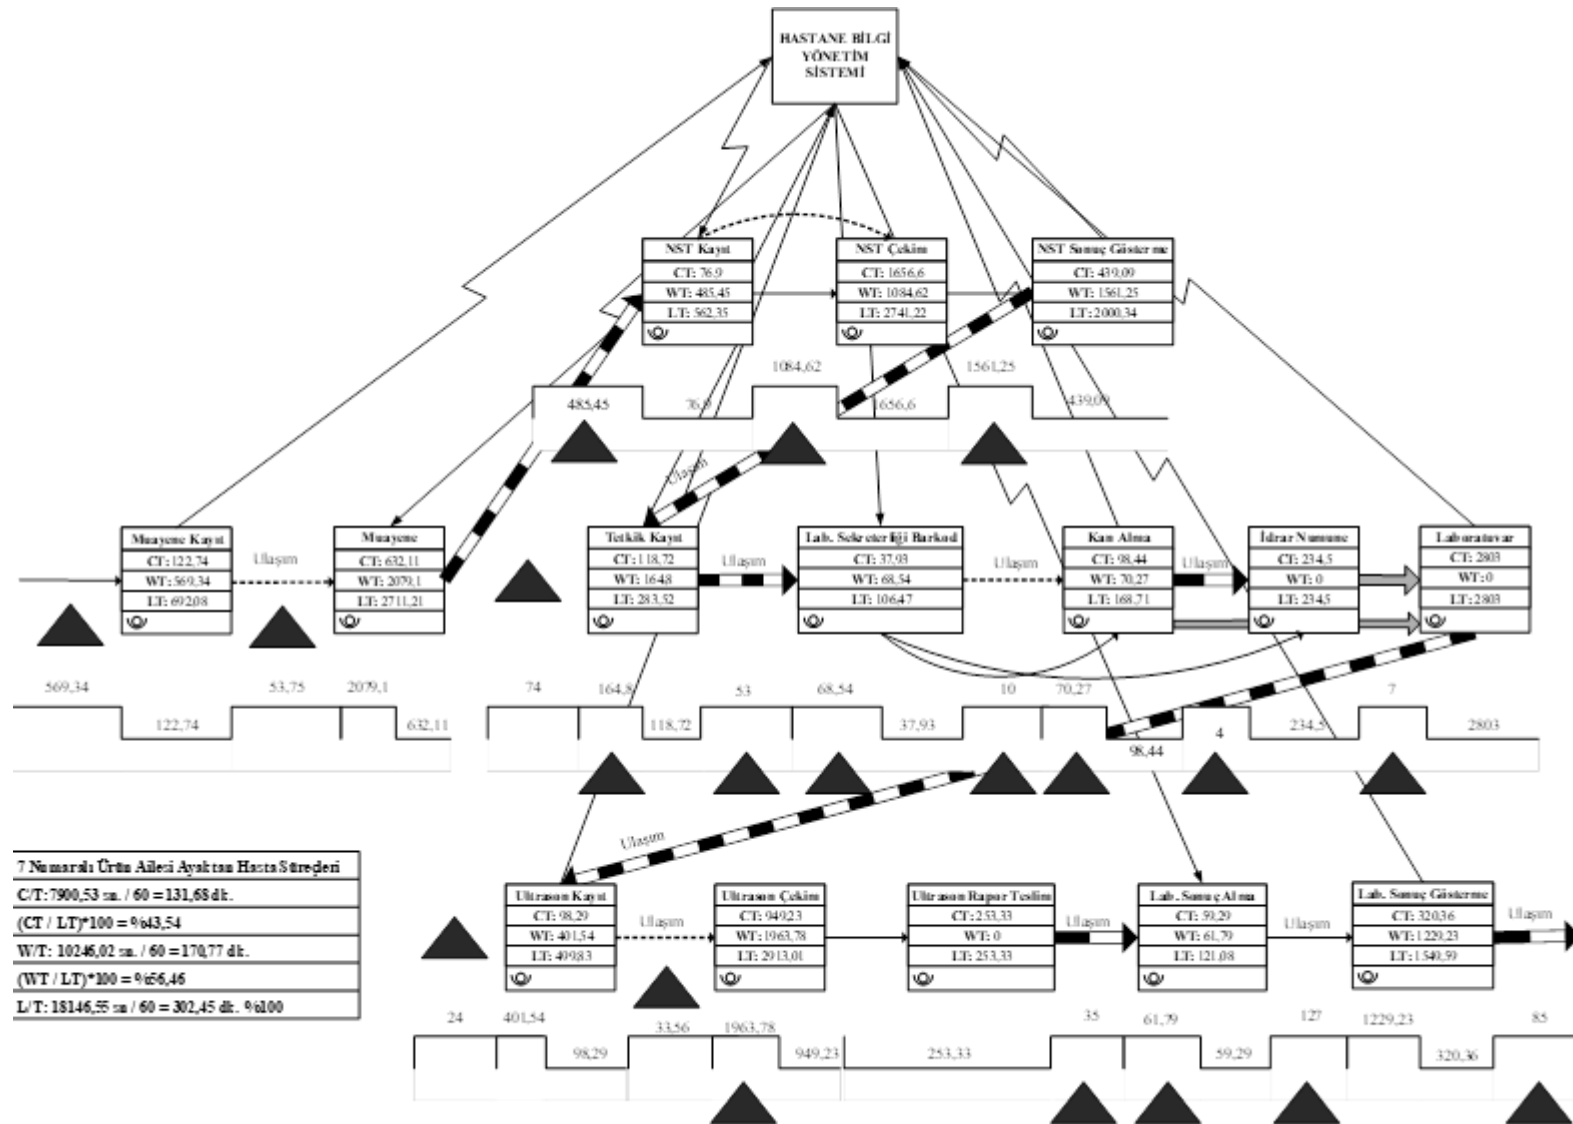 HASTANE BİLGİ
YÖNETİM
SİSTEMİ
NST Kayıt
CT: 76,9
WT: 485,45
LT: 562,35
NST Çekim
CT: 1656,6
WT: 1084,62
LT: 2741,22
NST Sonuç Gösterme
CT: 439,09
WT: 1561,25
LT: 2000,34
485,45
76,9
1084,62
1656,6
1561,25
439,09
Ulaşım
Muayene Kayıt
CT: 122,74
WT: 569,34
LT: 692,08
Ulaşım
Muayene
CT: 632,11
WT: 2079,1
LT: 2711,21
Tetkik Kayıt
CT: 118,72
WT: 164,8
LT: 283,52
Ulaşım
Lab. Sekreterliği Barkod
CT: 37,93
WT: 68,54
LT: 106,47
Ulaşım
Kan Alma
CT: 98,44
WT: 70,27
LT: 168,71
Ulaşım
İdrar Numune
CT: 234,5
WT: 0
LT: 234,5
Laboratuvar
CT: 2803
WT: 0
LT: 2803
569,34
122,74
53,75
2079,1
632,11
74
164,8
118,72
53
68,54
37,93
10
70,27
98,44
4
234,5
7
2803
Ulaşım
7 Numaralı Ürün Ailesi Ayaktan Hasta Süreçleri
C/T: 7900,53 sn. / 60 = 131,68 dk.
(CT / LT)*100 = %43,54
W/T: 10246,02 sn. / 60 = 170,77 dk.
(WT / LT)*100 = %56,46
L/T: 18146,55 sn / 60 = 302,45 dk. %100
Ultrason Kayıt
CT: 98,29
WT: 401,54
LT: 499,83
Ulaşım
Ultrason Çekim
CT: 949,23
WT: 1963,78
LT: 2913,01
Ultrason Rapor Teslim
CT: 253,33
WT: 0
LT: 253,33
Ulaşım
Lab. Sonuç Alma
CT: 59,29
WT: 61,79
LT: 121,08
Ulaşım
Lab. Sonuç Gösterme
CT: 320,36
WT: 1229,23
LT: 1549,59
Ulaşım
24
401,54
98,29
33,56
1963,78
949,23
253,33
35
61,79
59,29
127
1229,23
320,36
85